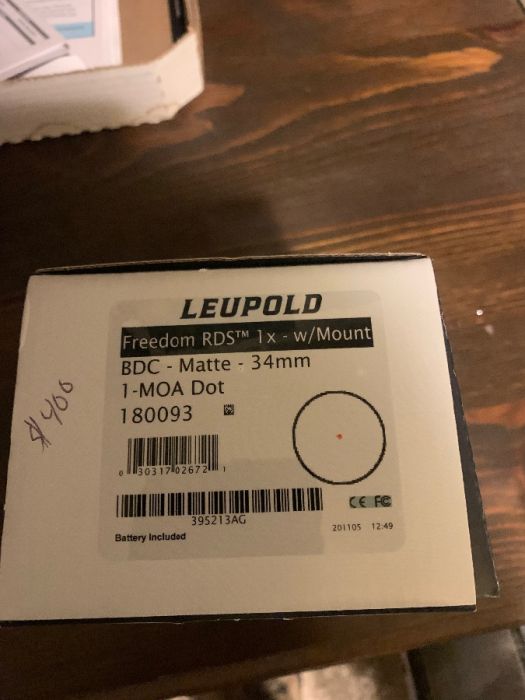 LEUPOLD
Freedom RDS™ 1x - w/Mount
BDC - Matte - 34mm
1-MOA Dot
180093
$400
0 30317 02672 1
395213AG
CE FC
201105 12:49
Battery Included